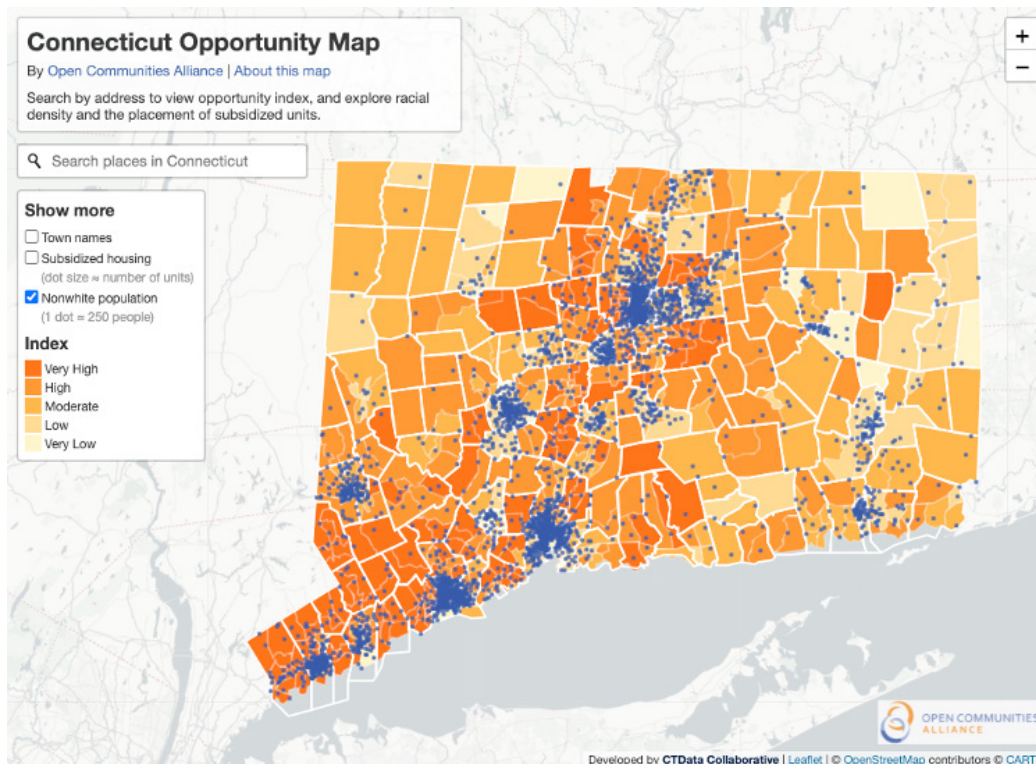 Connecticut Opportunity Map
By Open Communities Alliance | About this map
Search by address to view opportunity index, and explore racial
density and the placement of subsidized units.
+
−
Search places in Connecticut
Show more
Town names
Subsidized housing
(dot size ≈ number of units)
Nonwhite population
(1 dot = 250 people)
Index
Very High
High
Moderate
Low
Very Low
OPEN COMMUNITIES
ALLIANCE
Developed by CTData Collaborative | Leaflet | © OpenStreetMap contributors © CART